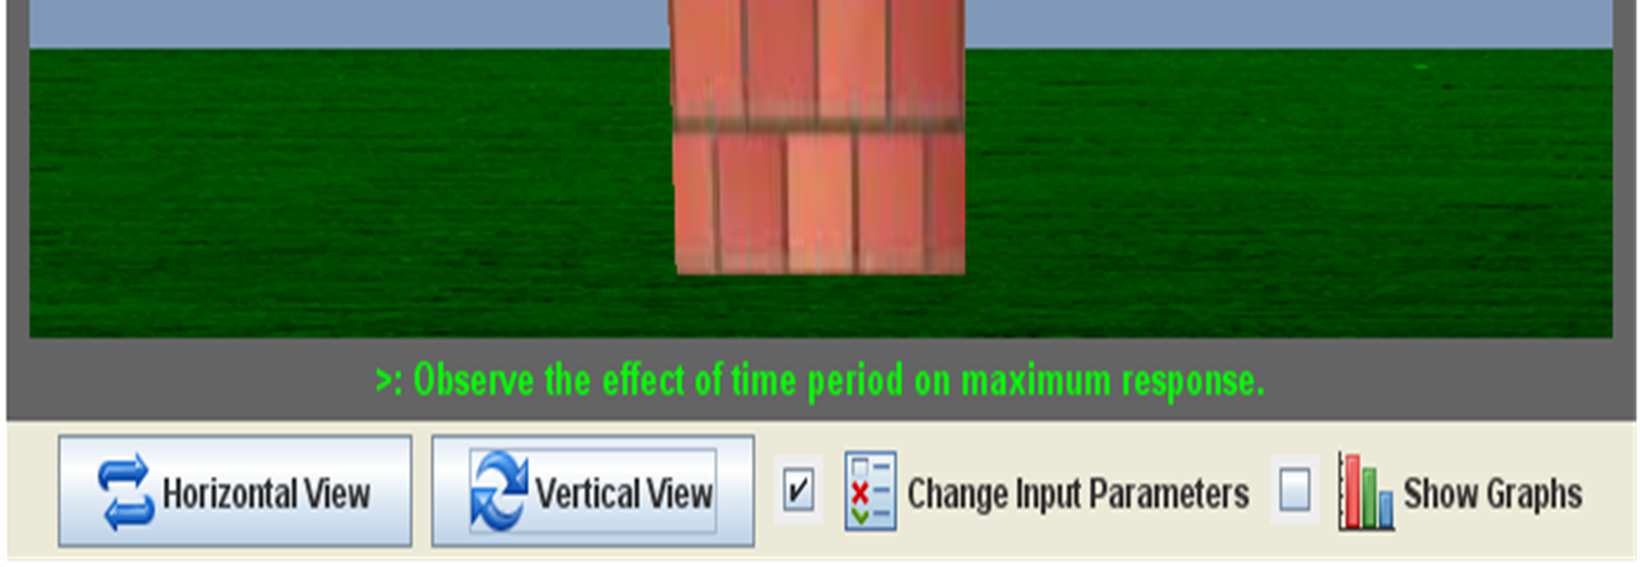 >: Observe the effect of time period on maximum response.
Horizontal View Vertical View Change Input Parameters Show Graphs